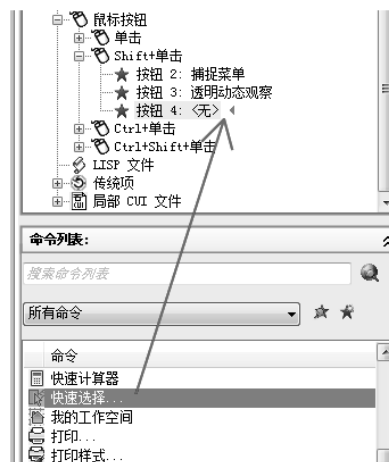 鼠标按钮
单击
Shift+单击
按钮 2: 捕捉菜单
按钮 3: 透明动态观察
按钮 4: <无>
Ctrl+单击
Ctrl+Shift+单击
LISP 文件
传统项
局部 CUI 文件
命令列表:
搜索命令列表
所有命令
命令
快速计算器
快速选择...
我的工作空间
打印...
打印样式...